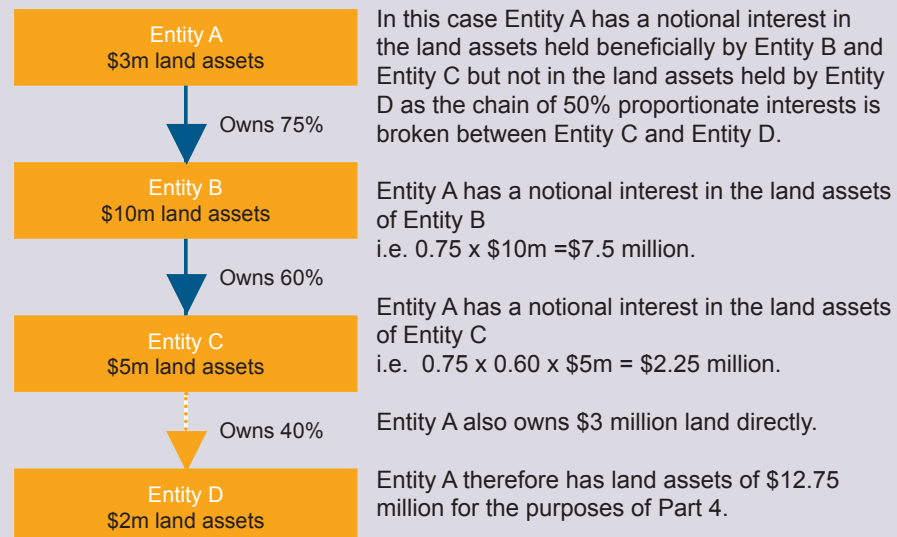 Entity A
$3m land assets
Owns 75%
Entity B
$10m land assets
Owns 60%
Entity C
$5m land assets
Owns 40%
Entity D
$2m land assets
In this case Entity A has a notional interest in
the land assets held beneficially by Entity B and
Entity C but not in the land assets held by Entity
D as the chain of 50% proportionate interests is
broken between Entity C and Entity D.
Entity A has a notional interest in the land assets
of Entity B
i.e. 0.75 x $10m =$7.5 million.
Entity A has a notional interest in the land assets
of Entity C
i.e.  0.75 x 0.60 x $5m = $2.25 million.
Entity A also owns $3 million land directly.
Entity A therefore has land assets of $12.75
million for the purposes of Part 4.